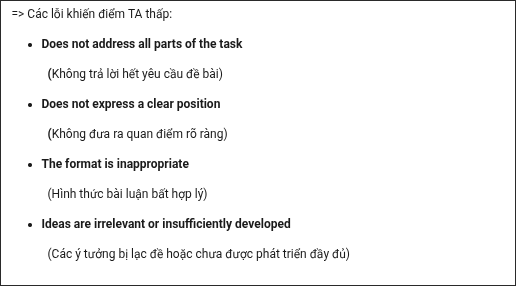 => Các lỗi khiến điểm TA thấp:
• Does not address all parts of the task
(Không trả lời hết yêu cầu đề bài)
• Does not express a clear position
(Không đưa ra quan điểm rõ ràng)
• The format is inappropriate
(Hình thức bài luận bất hợp lý)
• Ideas are irrelevant or insufficiently developed
(Các ý tưởng bị lạc đề hoặc chưa được phát triển đầy đủ)